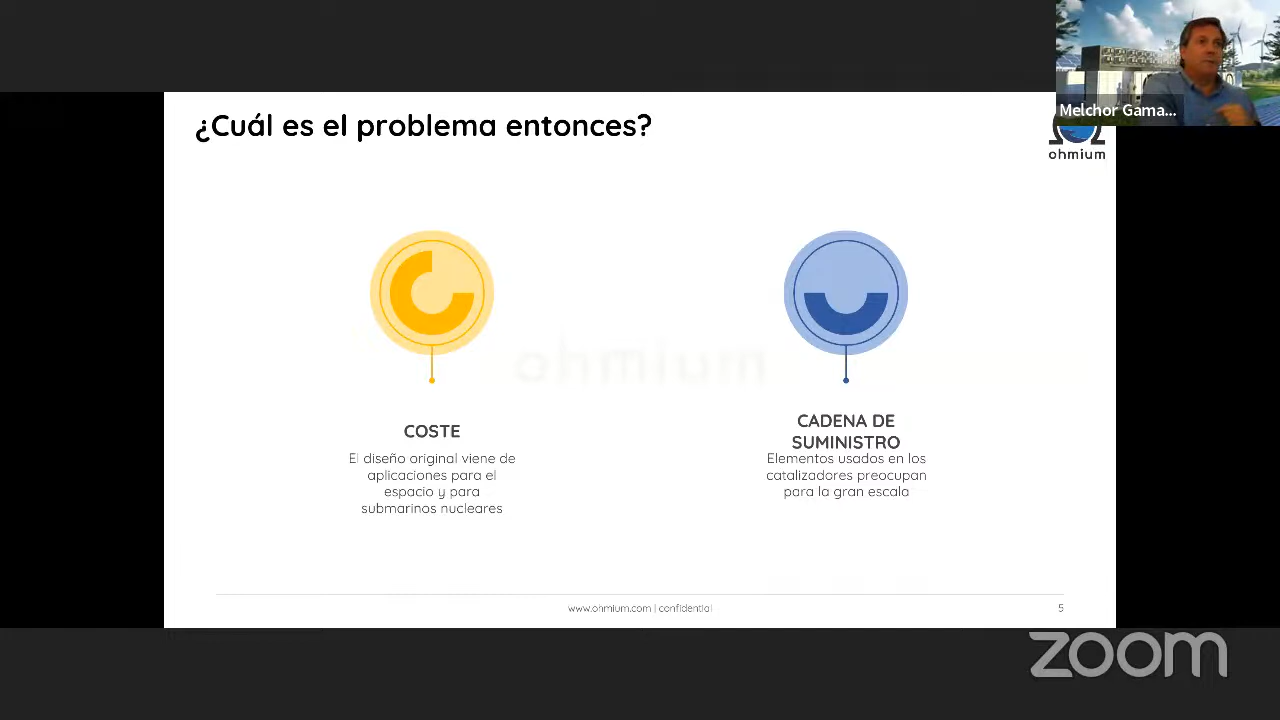 Melchor Gama...
¿Cuál es el problema entonces?
ohmium
ohmium
COSTE
El diseño original viene de
aplicaciones para el
espacio y para
submarinos nucleares
CADENA DE
SUMINISTRO
Elementos usados en los
catalizadores preocupan
para la gran escala
www.ohmium.com | confidential
5
zoom